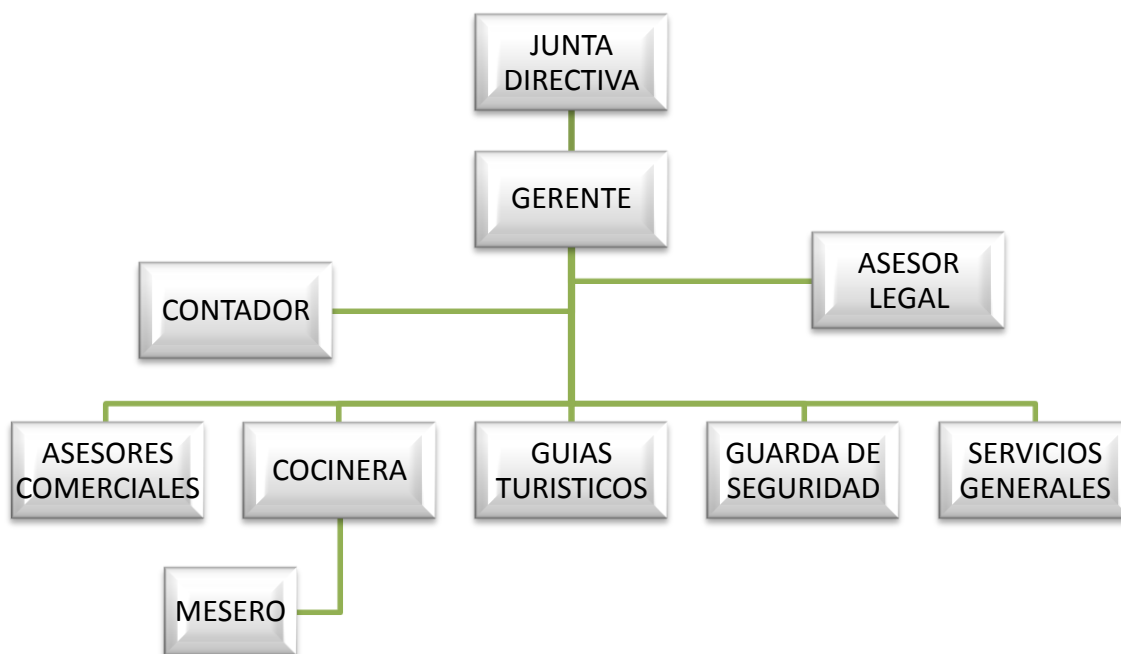 JUNTA
DIRECTIVA
GERENTE
ASESOR
LEGAL
CONTADOR
ASESORES
COMERCIALES
COCINERA
GUIAS
TURISTICOS
GUARDA DE
SEGURIDAD
SERVICIOS
GENERALES
MESERO